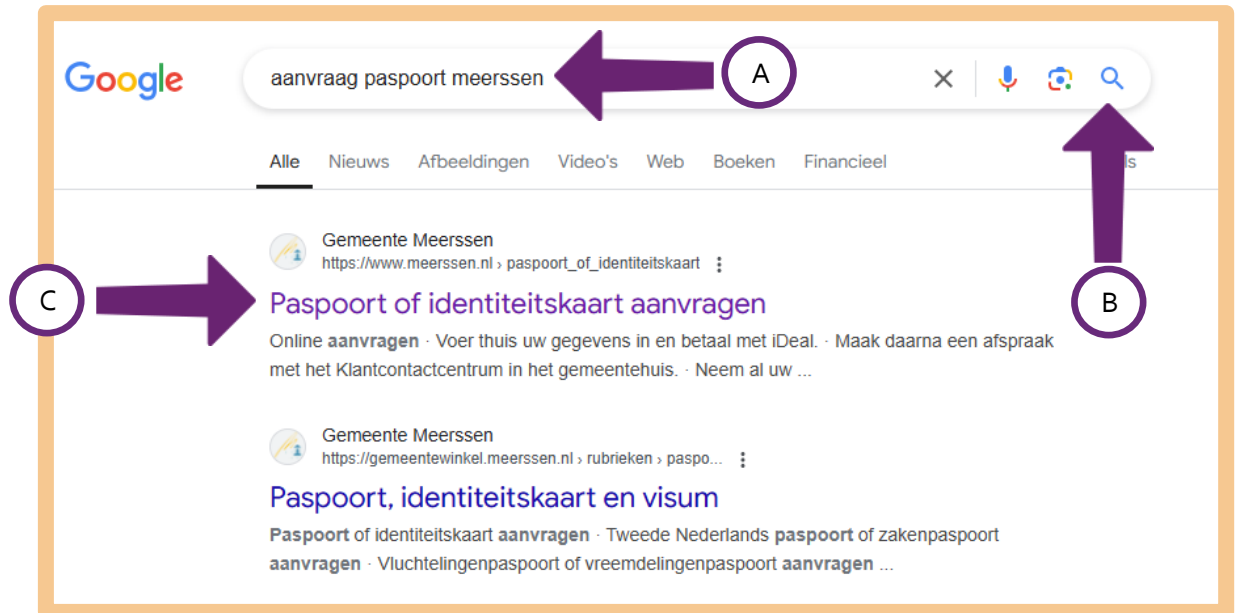 Google
aanvraag paspoort meerssen
A
Alle Nieuws Afbeeldingen Video's Web Boeken Financieel
Gemeente Meerssen
https://www.meerssen.nl › paspoort_of_identiteitskaart
C
Paspoort of identiteitskaart aanvragen
B
Online aanvragen · Voer thuis uw gegevens in en betaal met iDeal. · Maak daarna een afspraak
met het Klantcontactcentrum in het gemeentehuis. · Neem al uw ...
Gemeente Meerssen
https://gemeentewinkel.meerssen.nl › rubrieken › paspo...
Paspoort, identiteitskaart en visum
Paspoort of identiteitskaart aanvragen · Tweede Nederlands paspoort of zakenpaspoort
aanvragen · Vluchtelingenpaspoort of vreemdelingenpaspoort aanvragen ...